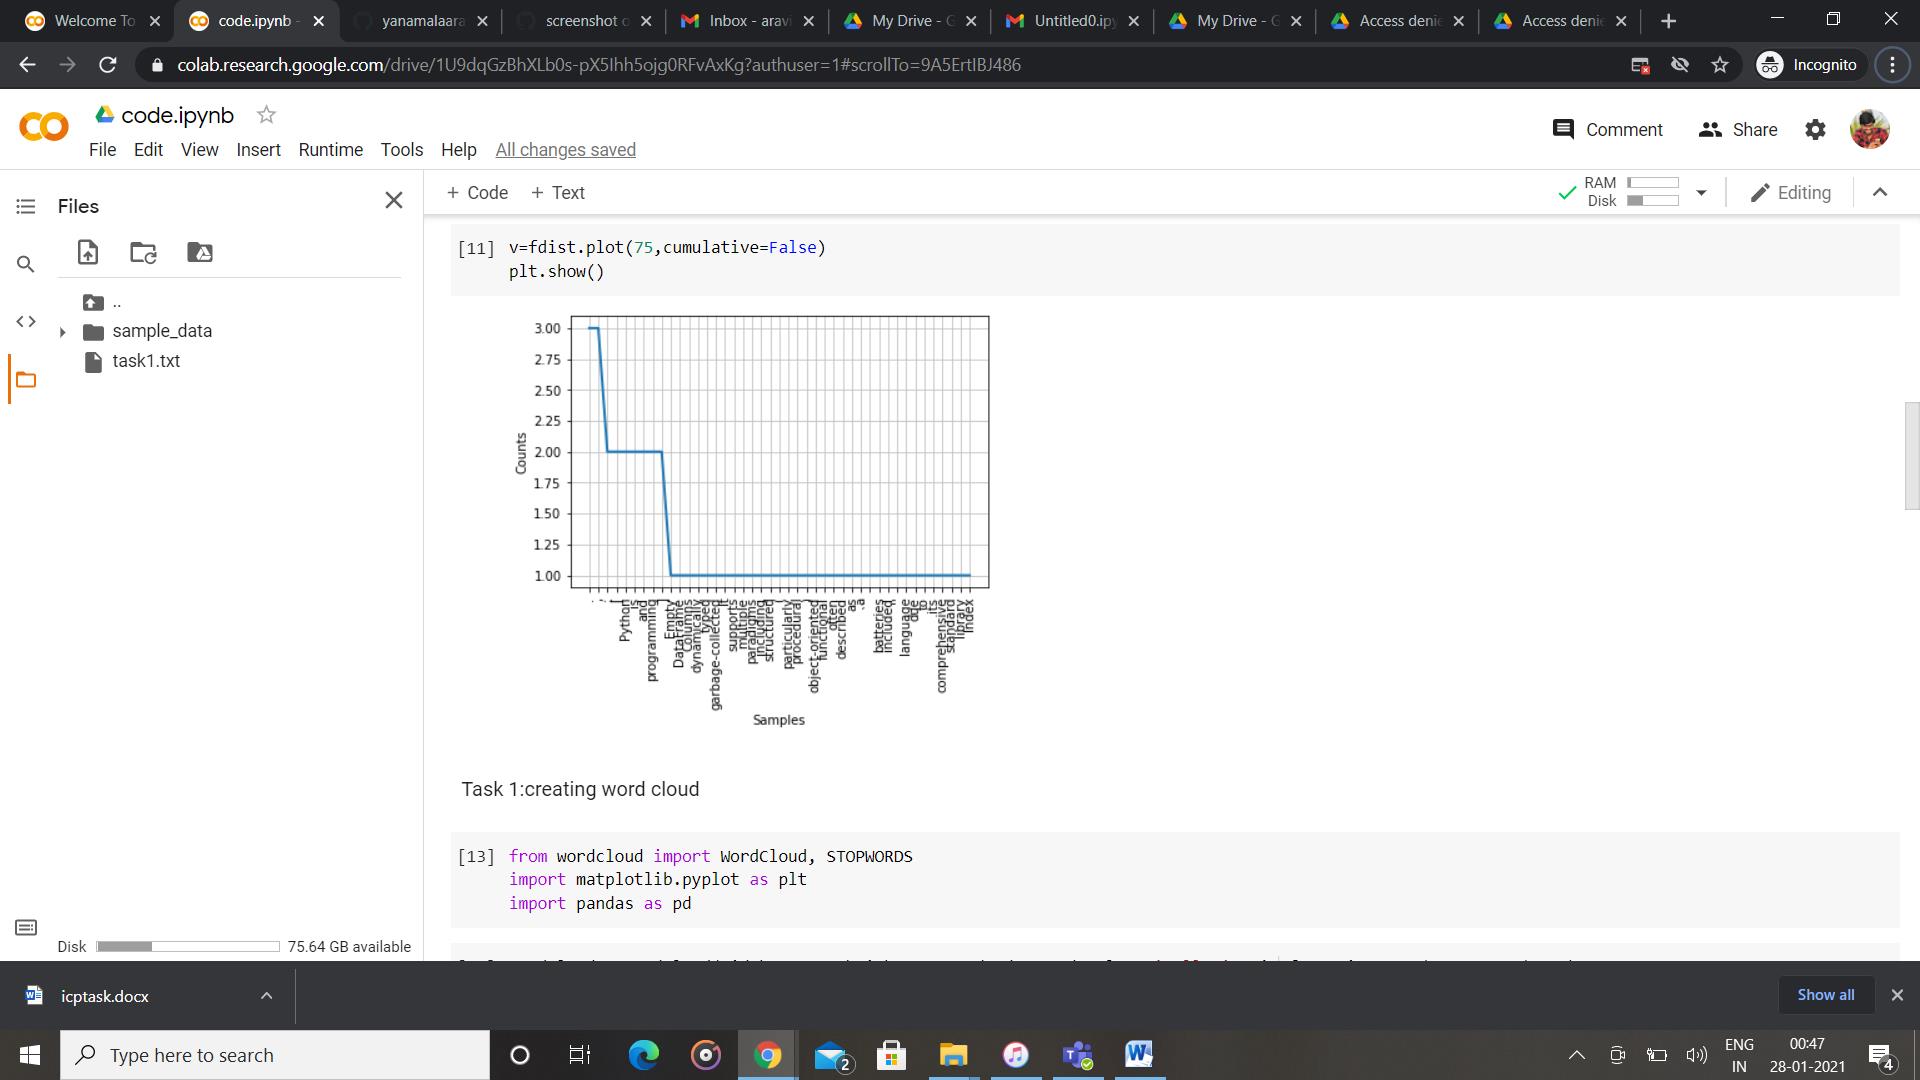 Welcome To
code.ipynb -
yanamalaara
screenshot o
Inbox - aravi
My Drive - G
Untitled0.ipy
My Drive - G
Access denie
Access denie
colab.research.google.com/drive/1U9dqGzBhXLb0s-pX5Ihh5ojg0RFvAxKg?authuser=1#scrollTo=9A5ErtIBJ486
Incognito
code.ipynb
Comment
Share
File Edit View Insert Runtime Tools Help All changes saved
Files
+ Code + Text
RAM
Disk
Editing
..
sample_data
task1.txt
[11] v=fdist.plot(75,cumulative=False)
plt.show()
3.00
2.75
2.50
2.25
2.00
1.75
1.50
1.25
1.00
Counts
.
,
[
Python
is
and
programming
]
Empty
DataFrame
Columns
dynamically
typed
garbage-collected
It
supports
multiple
paradigms
including
structured
(
particularly
procedural
)
object-oriented
functional
often
described
as
a
batteries
included
language
due
to
its
comprehensive
standard
library
Index
Samples
Task 1:creating word cloud
[13] from wordcloud import WordCloud, STOPWORDS
import matplotlib.pyplot as plt
import pandas as pd
Disk 75.64 GB available
icptask.docx
Show all
Type here to search
2
ENG
IN
00:47
28-01-2021
4